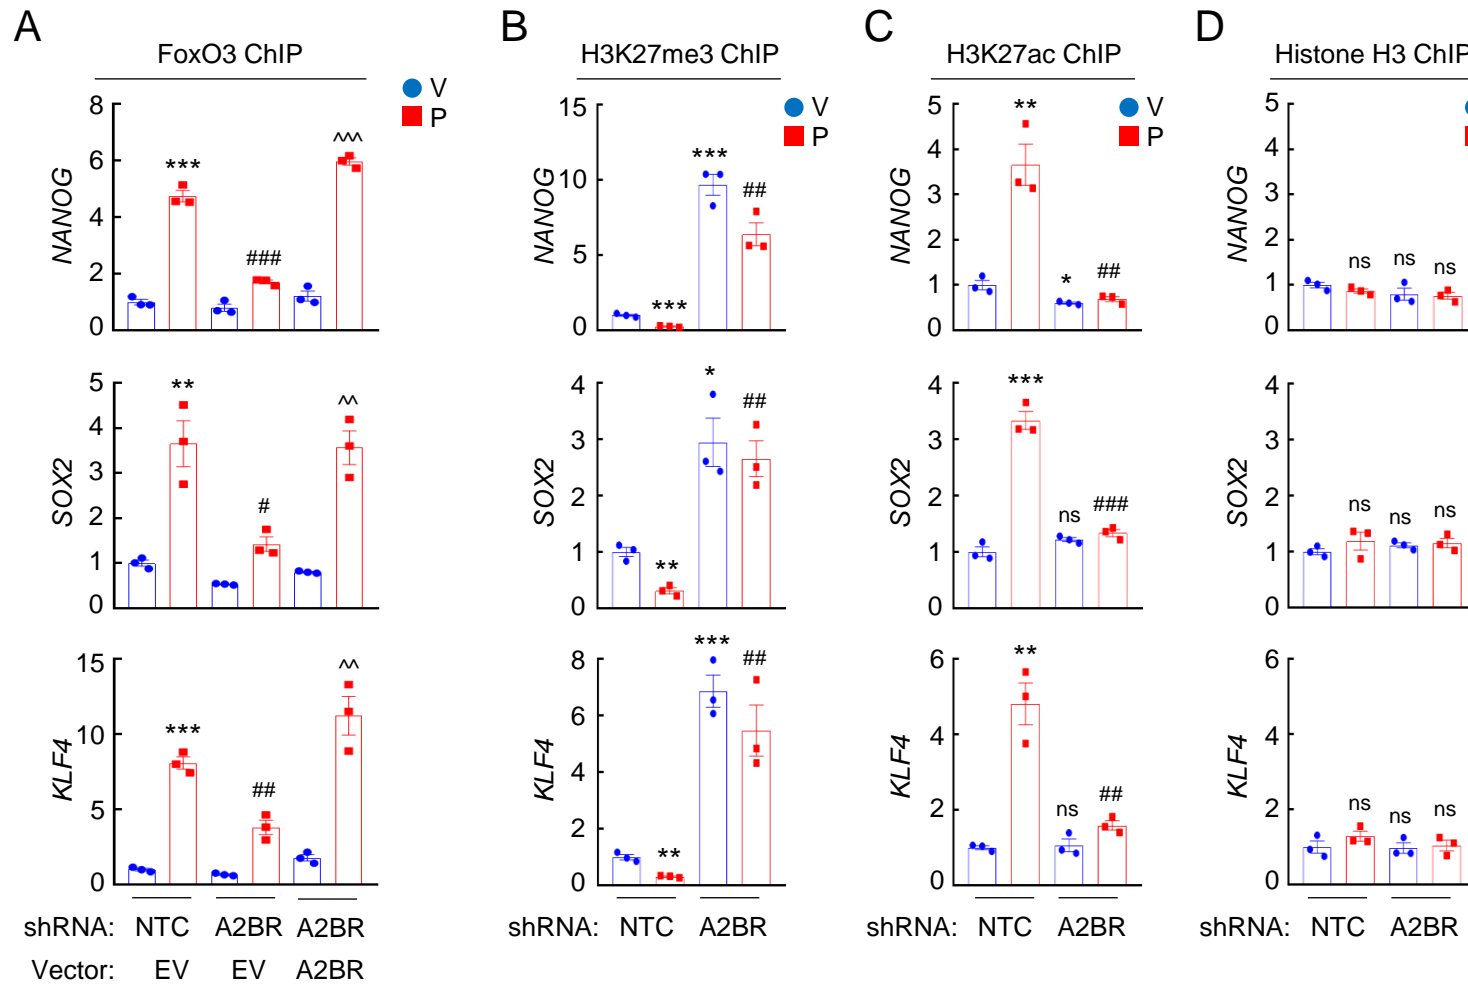 A
B
C
D
FoxO3 ChIP
H3K27me3 ChIP
H3K27ac ChIP
Histone H3 ChIP
V
P
V
P
V
P
NANOG
8
6
4
2
0
***
###
^^^
NANOG
15
10
5
0
***
***
##
NANOG
5
4
3
2
1
0
**
*
##
NANOG
5
4
3
2
1
0
ns
ns
ns
SOX2
5
4
3
2
1
0
**
#
^^
SOX2
4
3
2
1
0
**
*
##
SOX2
4
3
2
1
0
***
ns
###
SOX2
4
3
2
1
0
ns
ns
ns
KLF4
15
10
5
0
***
##
^^
KLF4
8
6
4
2
0
**
***
##
KLF4
6
4
2
0
**
ns
##
KLF4
6
4
2
0
ns
ns
ns
shRNA: NTC A2BR A2BR
Vector: EV EV A2BR
shRNA: NTC A2BR
shRNA: NTC A2BR
shRNA: NTC A2BR